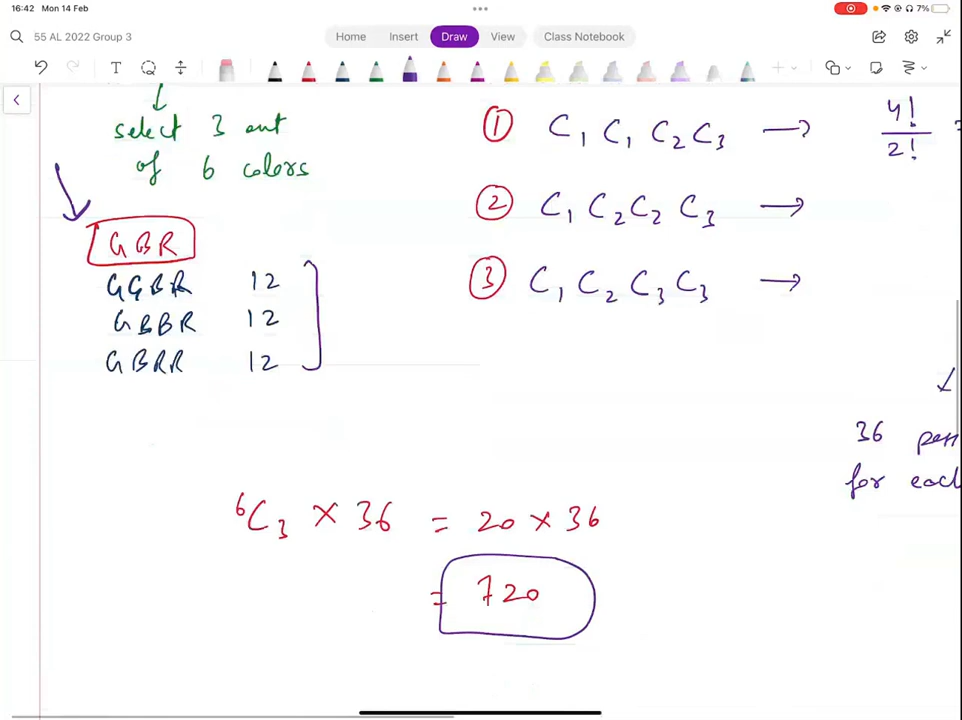 16:42 Mon 14 Feb
7%
55 AL 2022 Group 3
Home Insert Draw View Class Notebook
select 3 out
of 6 colors
GBR
GGBR 12
GBBR 12
GBRR 12
① C₁ C₁ C₂ C₃ → 4!/2! =
② C₁ C₂ C₂ C₃ →
③ C₁ C₂ C₃ C₃ →
36
for each
⁶C₃ × 36 = 20 × 36
= 720